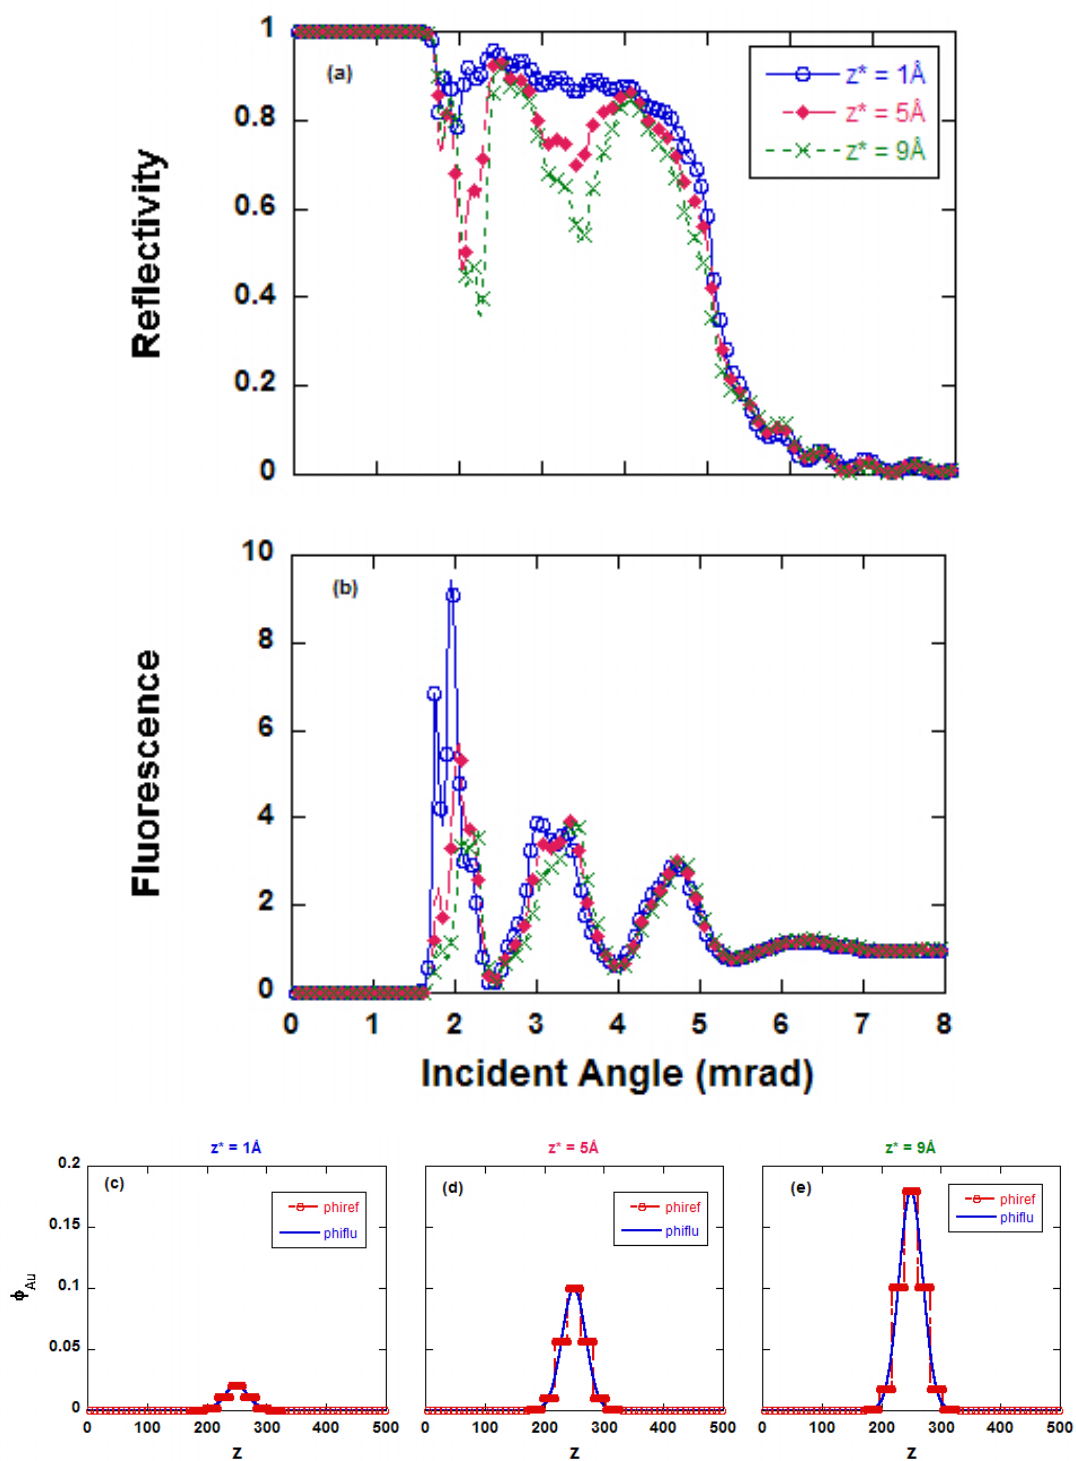 1
(a)
z* = 1Å
z* = 5Å
z* = 9Å
0.8
0.6
0.4
0.2
0
Reflectivity
10
(b)
8
6
4
2
0
Fluorescence
0 1 2 3 4 5 6 7 8
Incident Angle (mrad)
z* = 1Å
z* = 5Å
z* = 9Å
0.2
0.15
0.1
0.05
0
ϕAu
(c)
phiref
phiflu
0 100 200 300 400 500
z
(d)
phiref
phiflu
0 100 200 300 400 500
z
(e)
phiref
phiflu
0 100 200 300 400 500
z